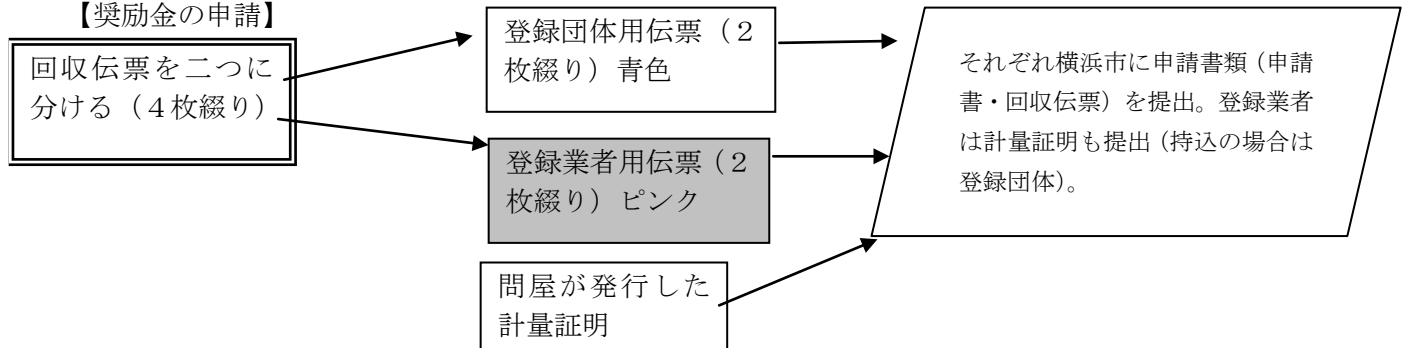 【奨励金の申請】
回収伝票を二つに
分ける（４枚綴り）
登録団体用伝票（２
枚綴り）青色
登録業者用伝票（２
枚綴り）ピンク
問屋が発行した
計量証明
それぞれ横浜市に申請書類（申請
書・回収伝票）を提出。登録業者
は計量証明も提出（持込の場合は
登録団体）。